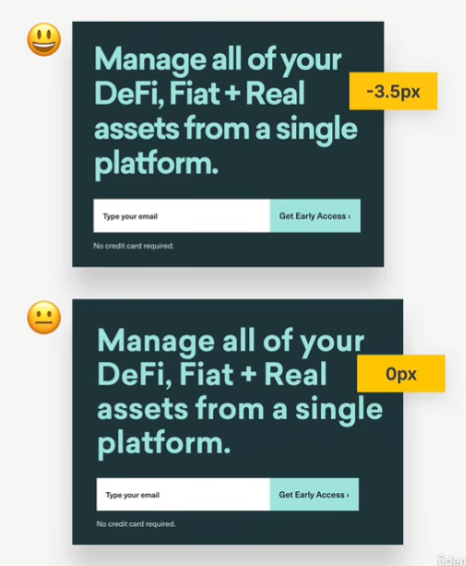 Manage all of your
DeFi, Fiat + Real
assets from a single
platform.
-3.5px
Type your email
Get Early Access ›
No credit card required.
Manage all of your
DeFi, Fiat + Real
assets from a single
platform.
0px
Type your email
Get Early Access ›
No credit card required.